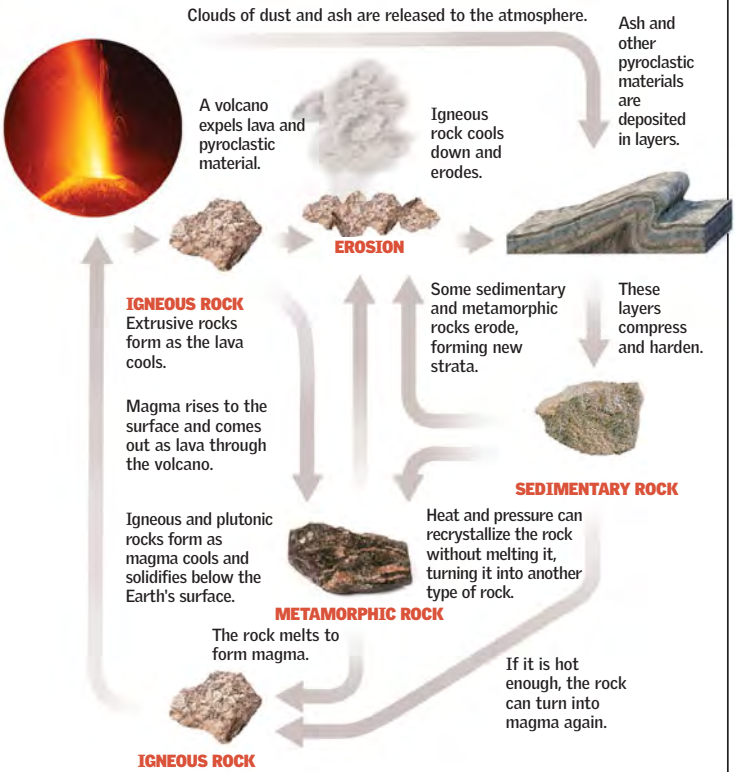 Clouds of dust and ash are released to the atmosphere.
Ash and
other
pyroclastic
materials
are
deposited
in layers.
A volcano
expels lava and
pyroclastic
material.
Igneous
rock cools
down and
erodes.
EROSION
IGNEOUS ROCK
Extrusive rocks
form as the lava
cools.
Some sedimentary
and metamorphic
rocks erode,
forming new
strata.
These
layers
compress
and harden.
Magma rises to the
surface and comes
out as lava through
the volcano.
SEDIMENTARY ROCK
Igneous and plutonic
rocks form as
magma cools and
solidifies below the
Earth's surface.
Heat and pressure can
recrystallize the rock
without melting it,
turning it into another
type of rock.
METAMORPHIC ROCK
The rock melts to
form magma.
If it is hot
enough, the rock
can turn into
magma again.
IGNEOUS ROCK